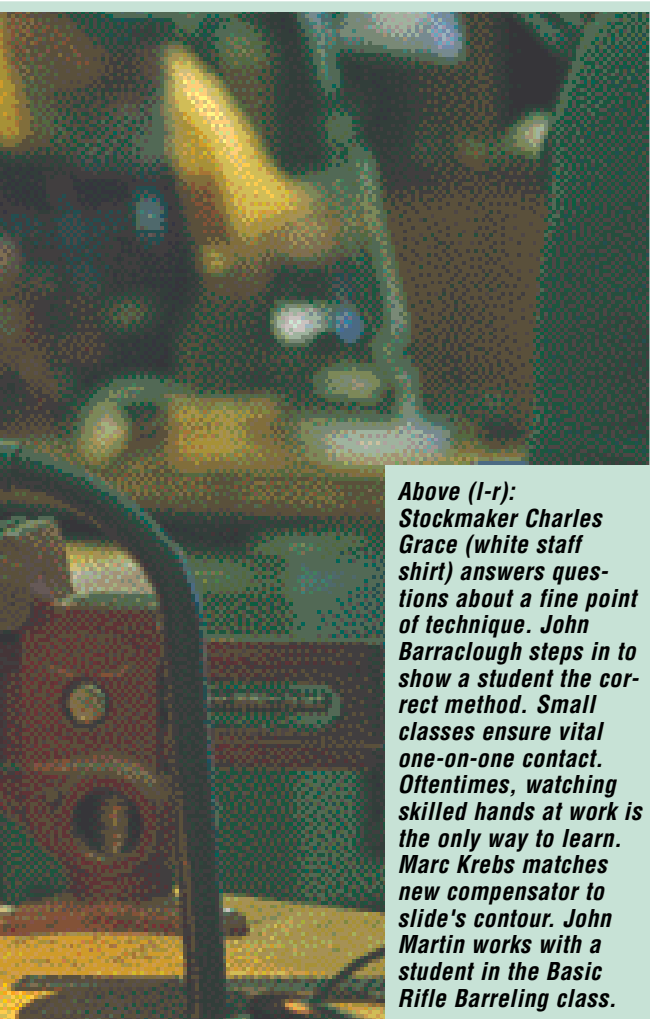 Above (l-r):
Stockmaker Charles
Grace (white staff
shirt) answers ques-
tions about a fine point
of technique. John
Barraclough steps in to
show a student the cor-
rect method. Small
classes ensure vital
one-on-one contact.
Oftentimes, watching
skilled hands at work is
the only way to learn.
Marc Krebs matches
new compensator to
slide's contour. John
Martin works with a
student in the Basic
Rifle Barreling class.